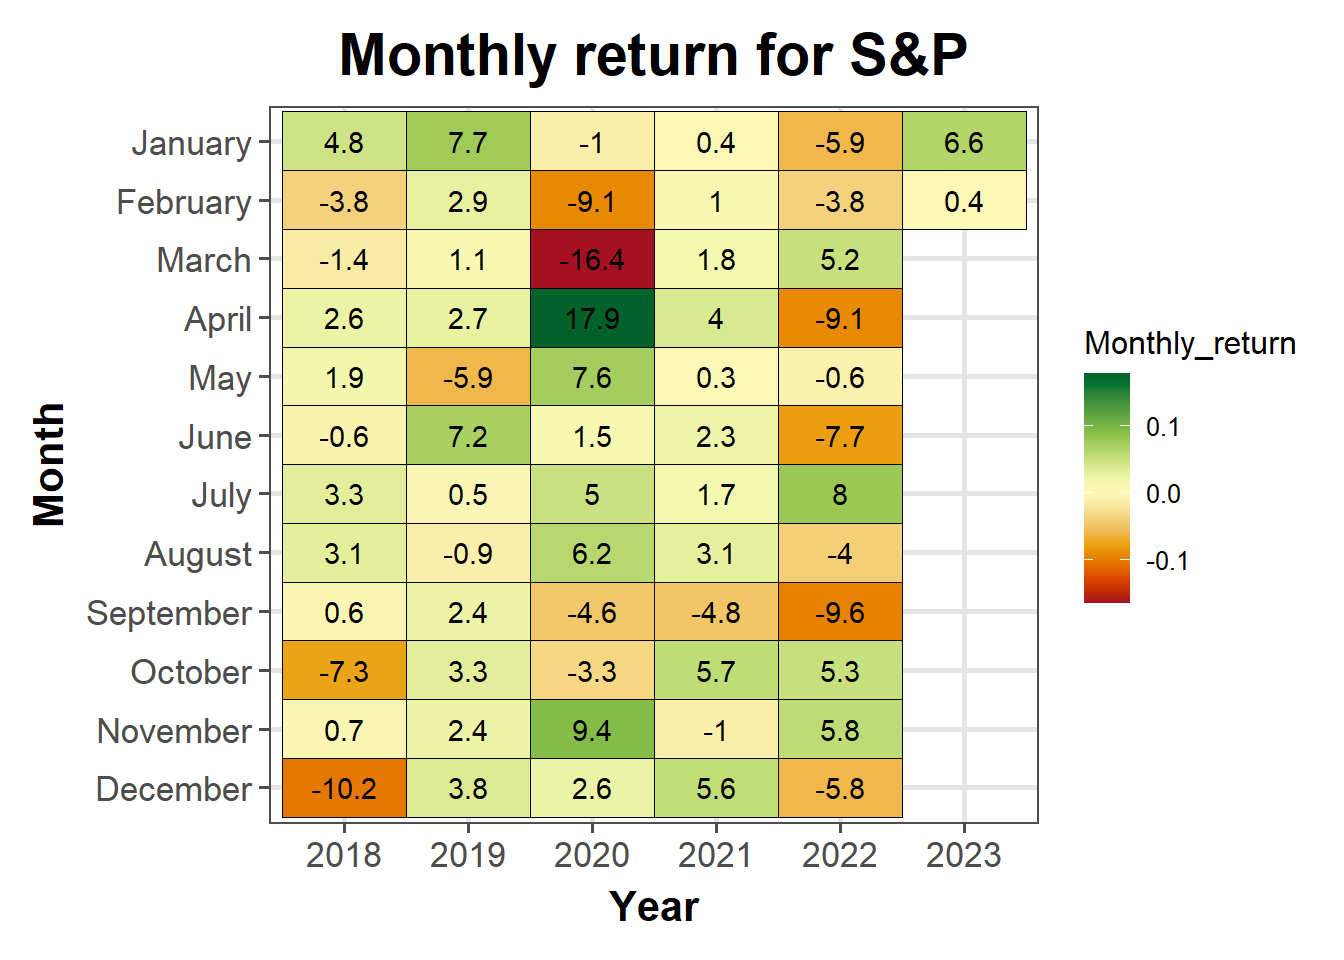 Monthly return for S&P
January 4.8 7.7 -1 0.4 -5.9 6.6
February -3.8 2.9 -9.1 1 -3.8 0.4
March -1.4 1.1 -16.4 1.8 5.2
April 2.6 2.7 17.9 4 -9.1
May 1.9 -5.9 7.6 0.3 -0.6
June -0.6 7.2 1.5 2.3 -7.7
July 3.3 0.5 5 1.7 8
August 3.1 -0.9 6.2 3.1 -4
September 0.6 2.4 -4.6 -4.8 -9.6
October -7.3 3.3 -3.3 5.7 5.3
November 0.7 2.4 9.4 -1 5.8
December -10.2 3.8 2.6 5.6 -5.8
2018 2019 2020 2021 2022 2023
Year
Month
Monthly_return
0.1
0.0
-0.1